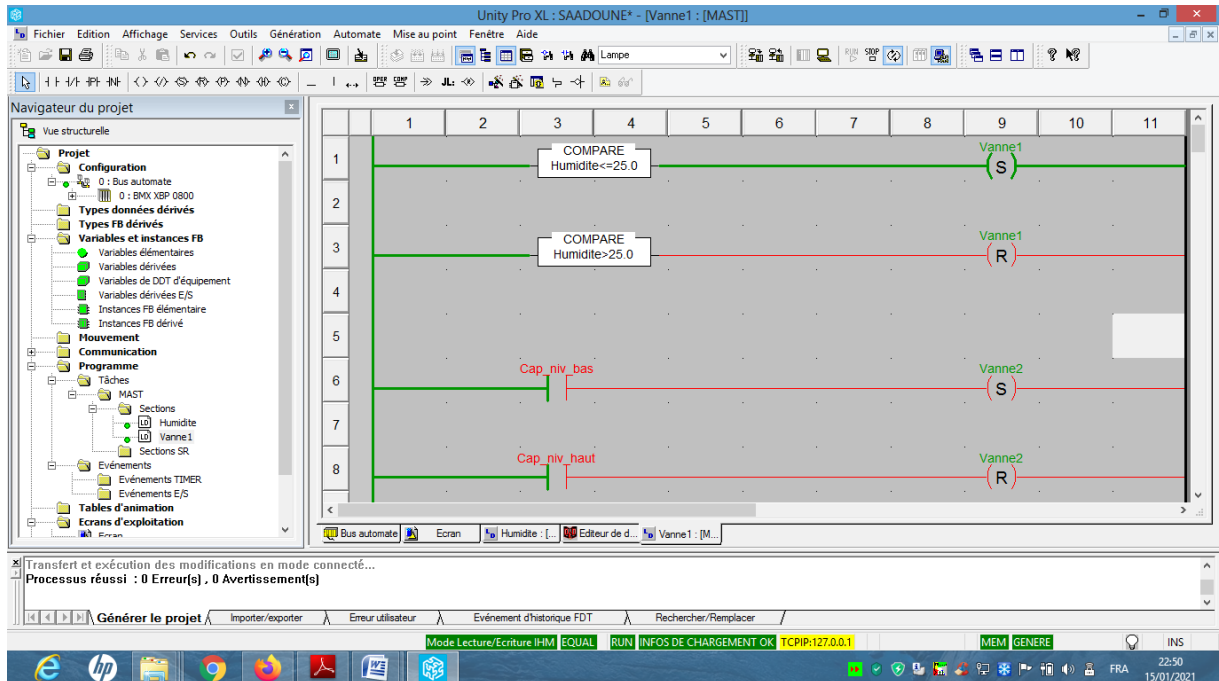 Unity Pro XL : SAADOUNE* - [Vanne1 : [MAST]]
Fichier Edition Affichage Services Outils Génération Automate Mise au point Fenêtre Aide
Lampe
Navigateur du projet
Vue structurelle
Projet
Configuration
0 : Bus automate
0 : BMX XBP 0800
Types données dérivés
Types FB dérivés
Variables et instances FB
Variables élémentaires
Variables dérivées
Variables de DDT d'équipement
Variables dérivées E/S
Instances FB élémentaire
Instances FB dérivé
Mouvement
Communication
Programme
Tâches
MAST
Sections
Humidite
Vanne1
Sections SR
Evénements
Evénements TIMER
Evénements E/S
Tables d'animation
Ecrans d'exploitation
Ecran
1 2 3 4 5 6 7 8 9 10 11
1
COMPARE
Humidite<=25.0
Vanne1
S
2
3
COMPARE
Humidite>25.0
Vanne1
R
4
5
6
Cap_niv_bas
Vanne2
S
7
8
Cap_niv_haut
Vanne2
R
Bus automate Ecran Humidite : [... Editeur de d... Vanne1 : [M...
Transfert et exécution des modifications en mode connecté...
Processus réussi : 0 Erreur(s) , 0 Avertissement(s)
Générer le projet Importer/exporter Erreur utilisateur Evénement d'historique FDT Rechercher/Remplacer
Mode Lecture/Ecriture IHM EQUAL RUN INFOS DE CHARGEMENT OK TCPIP:127.0.0.1 MEM GENERE INS
FRA
22:50
15/01/2021